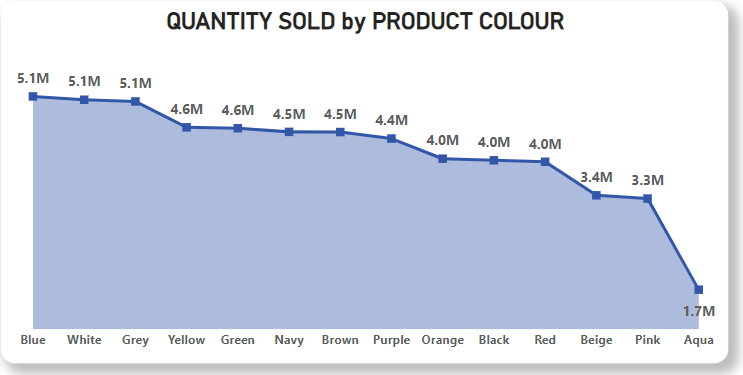 QUANTITY SOLD by PRODUCT COLOUR
5.1M 5.1M 5.1M 4.6M 4.6M 4.5M 4.5M 4.4M 4.0M 4.0M 4.0M 3.4M 3.3M 1.7M
Blue White Grey Yellow Green Navy Brown Purple Orange Black Red Beige Pink Aqua